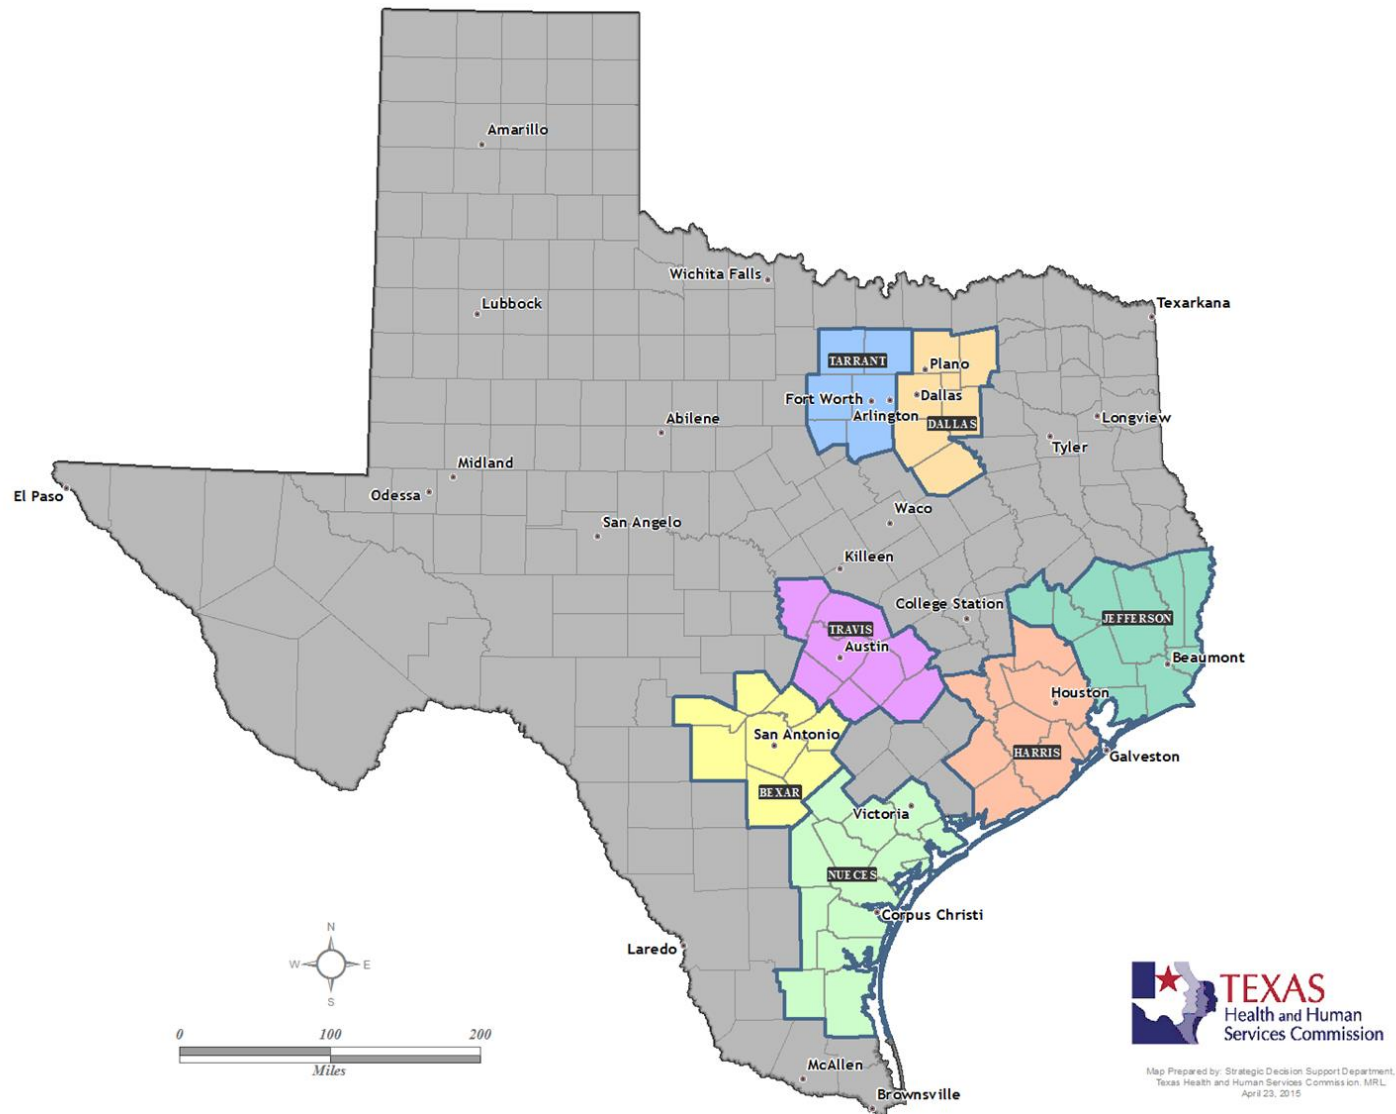 Amarillo
Wichita Falls
Lubbock
Texarkana
TARRANT
Plano
Fort Worth
Dallas
Arlington
DALLAS
Abilene
Longview
Tyler
Midland
El Paso
Odessa
San Angelo
Waco
Killeen
College Station
TRAVIS
JEFFERSON
Austin
Beaumont
Houston
San Antonio
HARRIS
Galveston
BEXAR
Victoria
NUECES
Corpus Christi
Laredo
N
W
E
S
0 100 200
Miles
McAllen
Brownsville
TEXAS
Health and Human
Services Commission
Map Prepared by: Strategic Decision Support Department,
Texas Health and Human Services Commission. MRL.
April 23, 2015